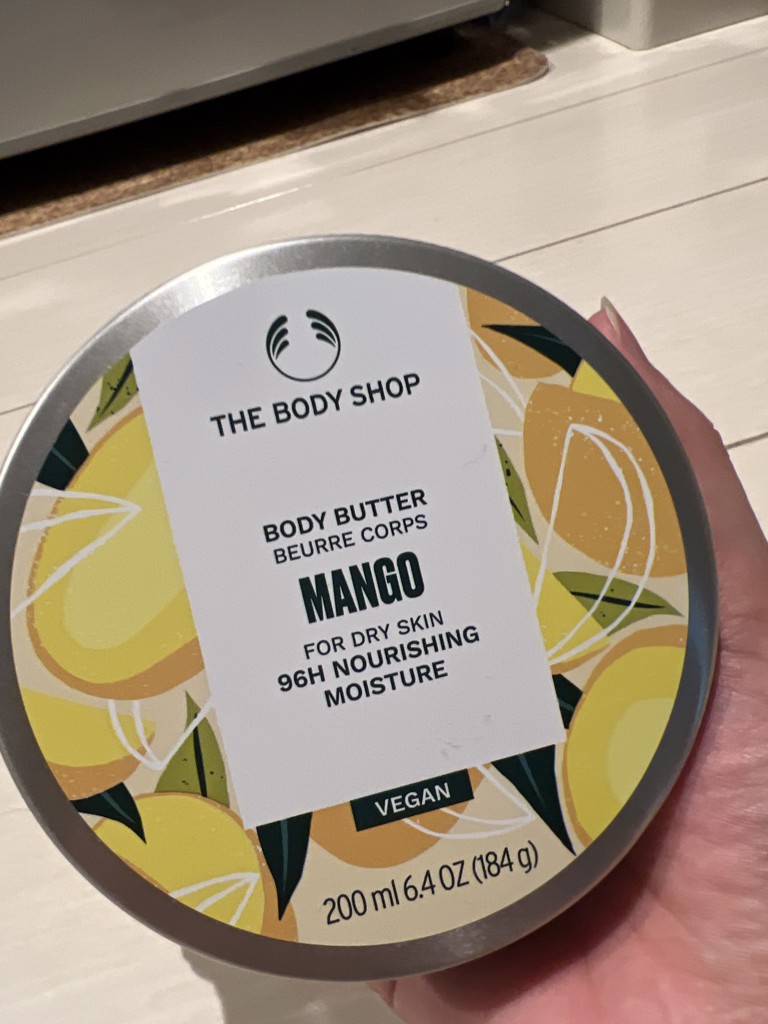 THE BODY SHOP
BODY BUTTER
BEURRE CORPS
MANGO
FOR DRY SKIN
96H NOURISHING
MOISTURE
VEGAN
200 ml 6.4 OZ (184 g)